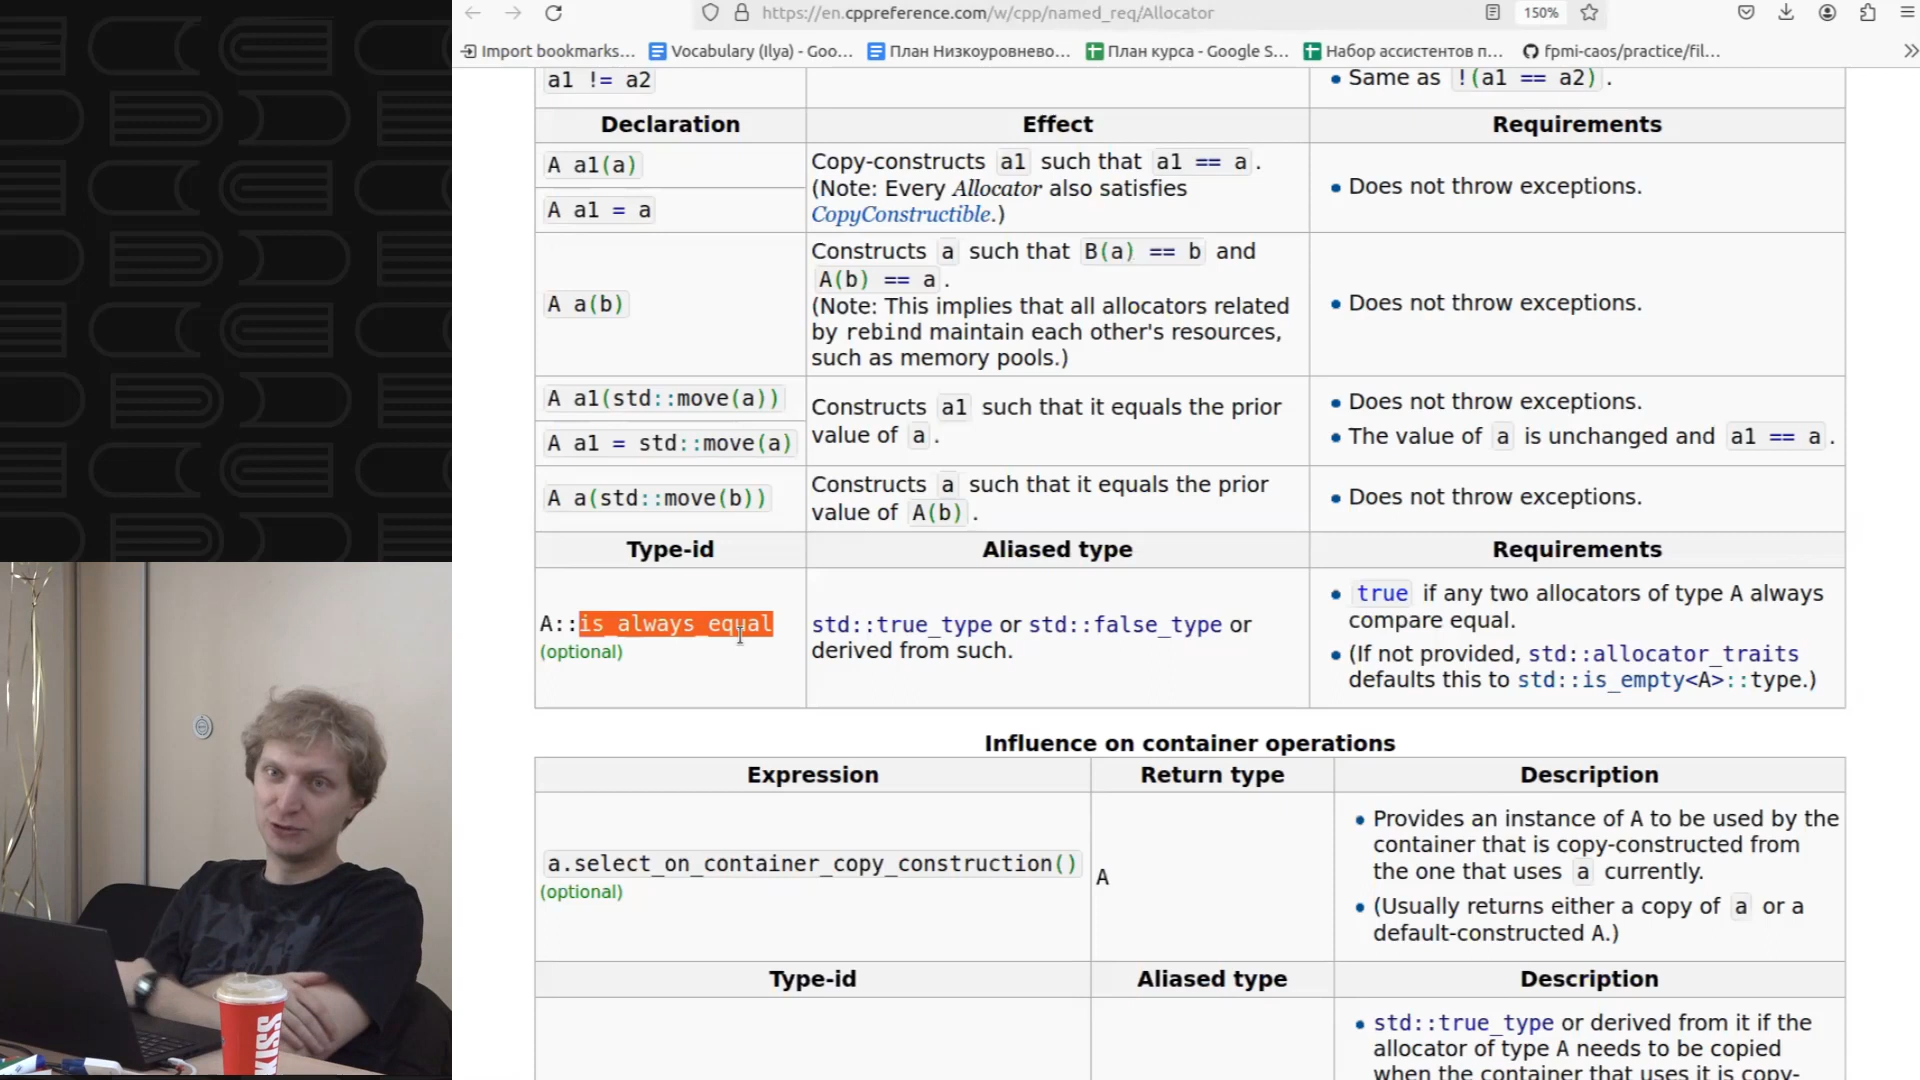 https://en.cppreference.com/w/cpp/named_req/Allocator
150%
Import bookmarks...
Vocabulary (Ilya) - Goo...
План Низкоуровнево...
План курса - Google S...
Набор ассистентов п...
fpmi-caos/practice/fil...
a1 != a2
Same as !(a1 == a2).
Declaration
Effect
Requirements
A a1(a)
A a1 = a
Copy-constructs a1 such that a1 == a.
(Note: Every Allocator also satisfies
CopyConstructible.)
Does not throw exceptions.
A a(b)
Constructs a such that B(a) == b and
A(b) == a.
(Note: This implies that all allocators related
by rebind maintain each other's resources,
such as memory pools.)
Does not throw exceptions.
A a1(std::move(a))
A a1 = std::move(a)
Constructs a1 such that it equals the prior
value of a.
Does not throw exceptions.
The value of a is unchanged and a1 == a.
A a(std::move(b))
Constructs a such that it equals the prior
value of A(b).
Does not throw exceptions.
Type-id
Aliased type
Requirements
A::is_always_equal
(optional)
std::true_type or std::false_type or
derived from such.
true if any two allocators of type A always
compare equal.
(If not provided, std::allocator_traits
defaults this to std::is_empty<A>::type.)
Influence on container operations
Expression
Return type
Description
a.select_on_container_copy_construction()
(optional)
A
Provides an instance of A to be used by the
container that is copy-constructed from
the one that uses a currently.
(Usually returns either a copy of a or a
default-constructed A.)
Type-id
Aliased type
Description
std::true_type or derived from it if the
allocator of type A needs to be copied
when the container that uses it is copy-